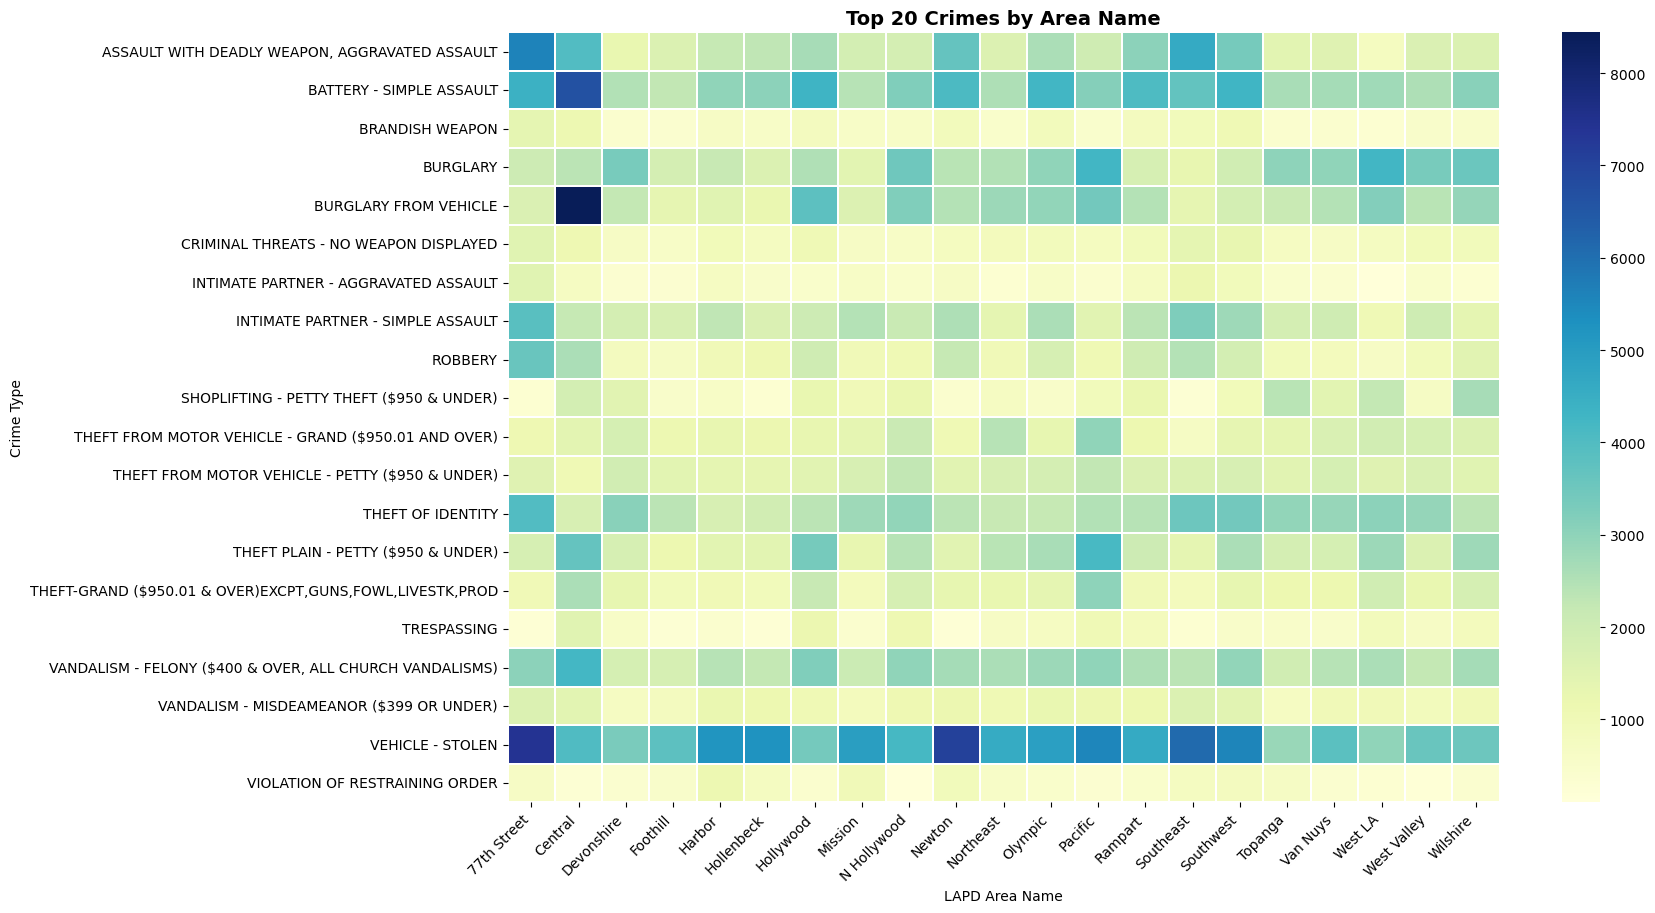 Top 20 Crimes by Area Name
ASSAULT WITH DEADLY WEAPON, AGGRAVATED ASSAULT
BATTERY - SIMPLE ASSAULT
BRANDISH WEAPON
BURGLARY
BURGLARY FROM VEHICLE
CRIMINAL THREATS - NO WEAPON DISPLAYED
INTIMATE PARTNER - AGGRAVATED ASSAULT
INTIMATE PARTNER - SIMPLE ASSAULT
ROBBERY
SHOPLIFTING - PETTY THEFT ($950 & UNDER)
THEFT FROM MOTOR VEHICLE - GRAND ($950.01 AND OVER)
THEFT FROM MOTOR VEHICLE - PETTY ($950 & UNDER)
THEFT OF IDENTITY
THEFT PLAIN - PETTY ($950 & UNDER)
THEFT-GRAND ($950.01 & OVER)EXCPT,GUNS,FOWL,LIVESTK,PROD
TRESPASSING
VANDALISM - FELONY ($400 & OVER, ALL CHURCH VANDALISMS)
VANDALISM - MISDEAMEANOR ($399 OR UNDER)
VEHICLE - STOLEN
VIOLATION OF RESTRAINING ORDER
Crime Type
77th Street
Central
Devonshire
Foothill
Harbor
Hollenbeck
Hollywood
Mission
N Hollywood
Newton
Northeast
Olympic
Pacific
Rampart
Southeast
Southwest
Topanga
Van Nuys
West LA
West Valley
Wilshire
LAPD Area Name
8000
7000
6000
5000
4000
3000
2000
1000